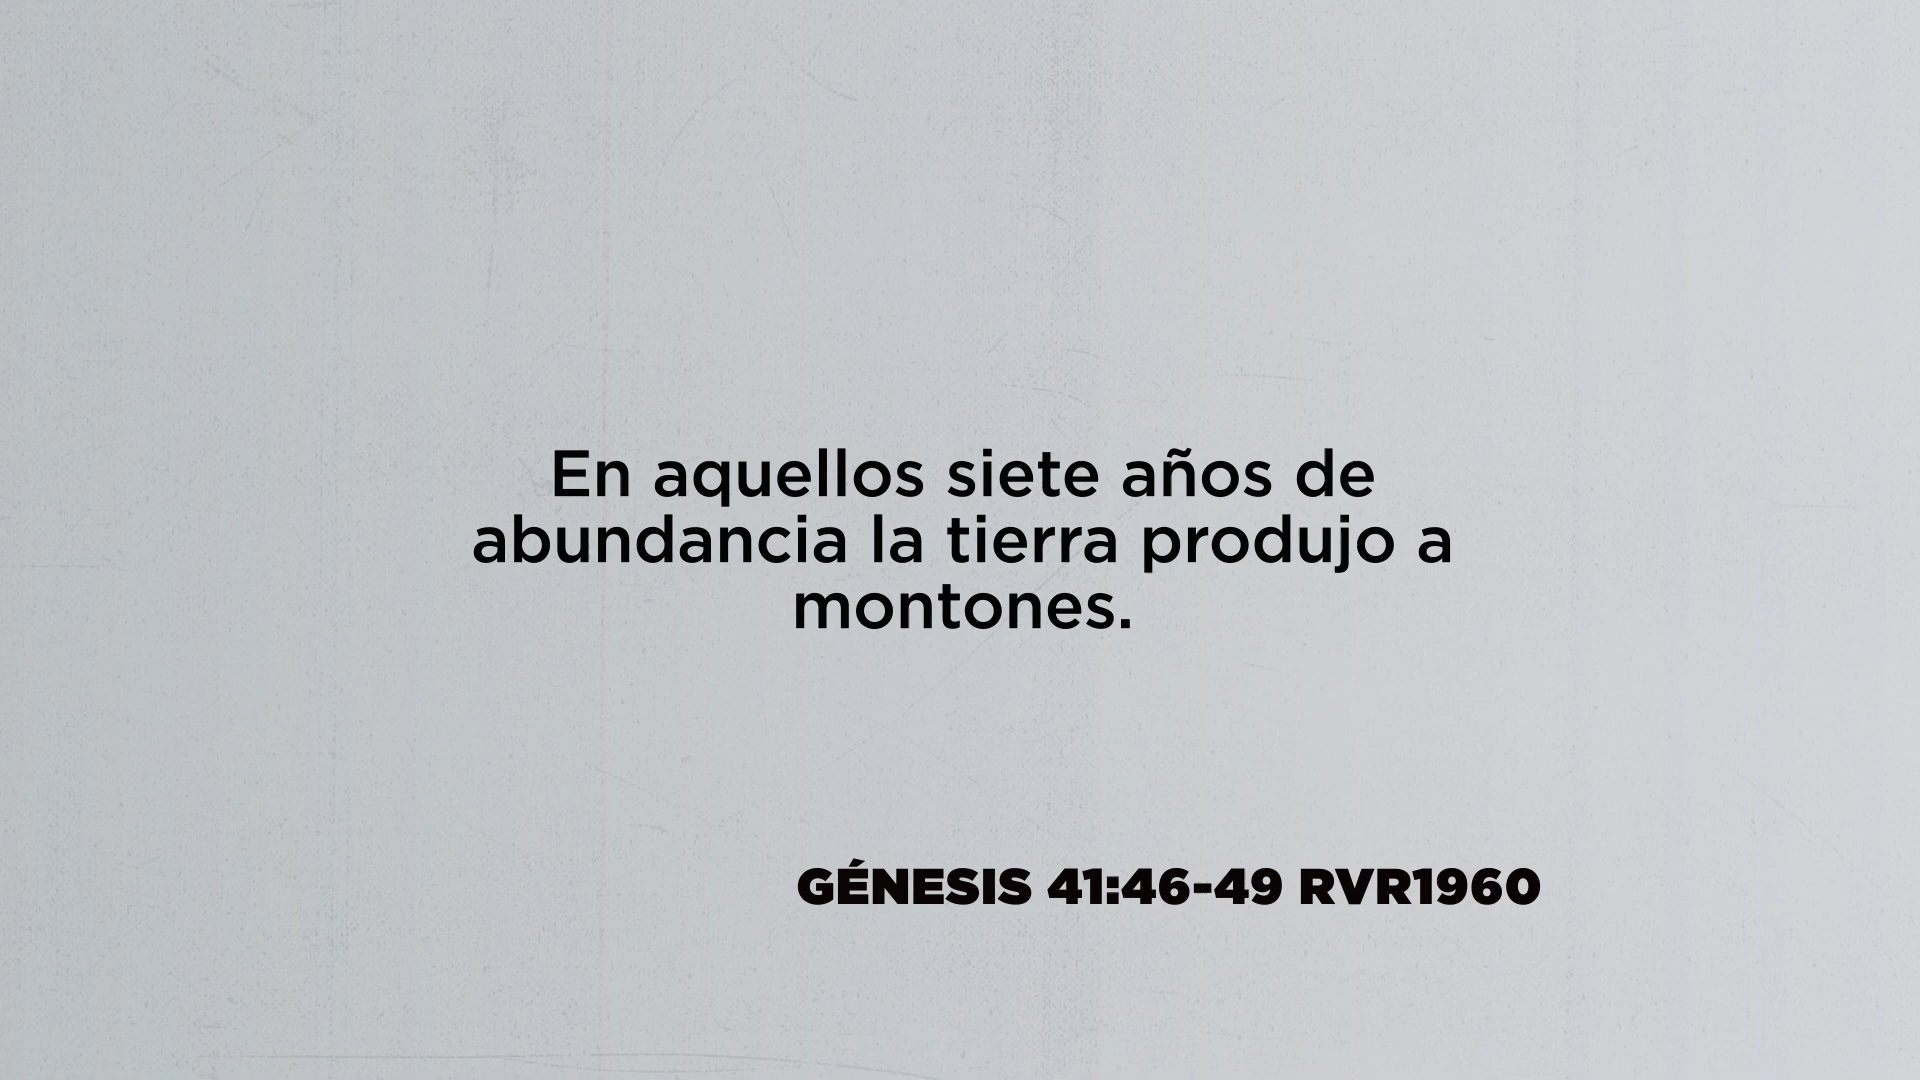 En aquellos siete años de
abundancia la tierra produjo a
montones.
GÉNESIS 41:46-49 RVR1960